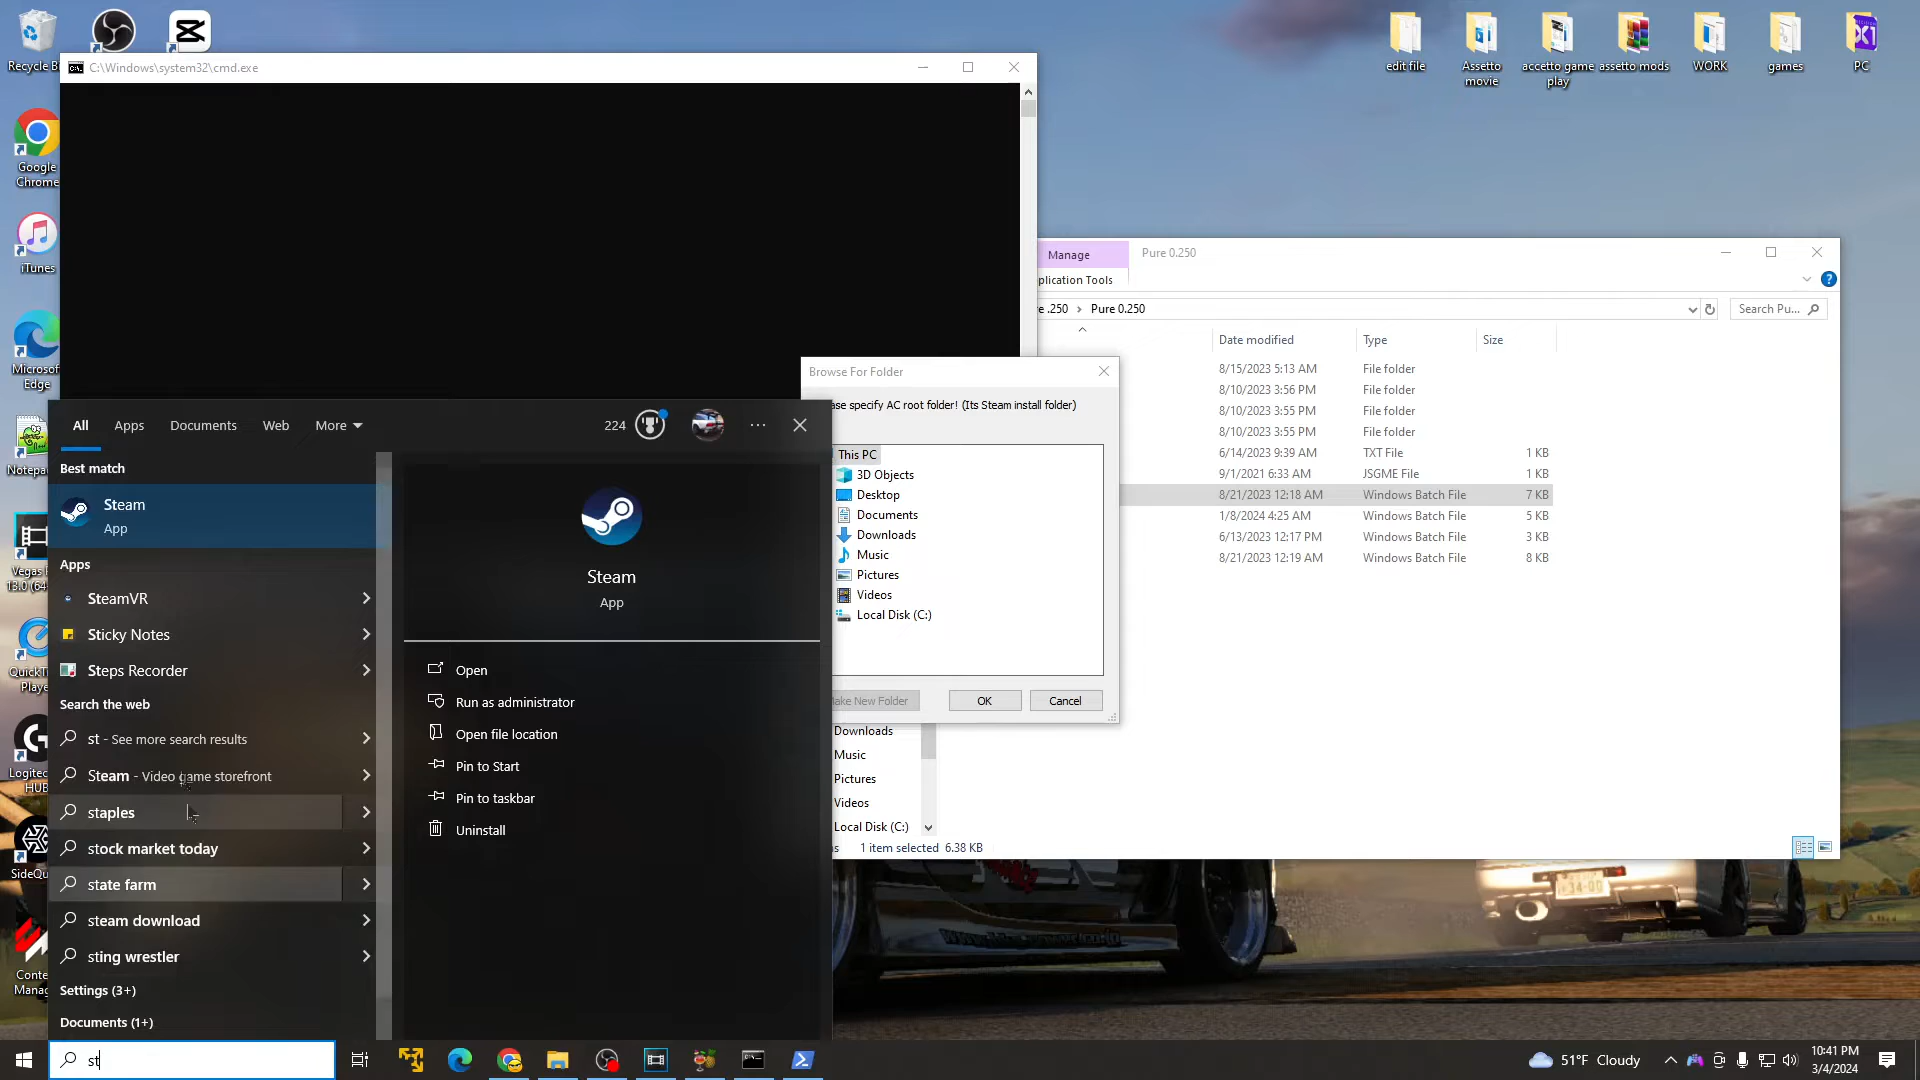 Recycle Bi
edit file
Assetto
movie
accetto game
play
assetto mods
WORK
games
PC
C:\Windows\system32\cmd.exe
Google
Chrome
iTunes
Microsof
Edge
Notepa
Vegas
13.0 (64
QuickT
Playe
Logitec
HUB
SideQu
Conte
Manag
Manage
Pure 0.250
plication Tools
e .250 > Pure 0.250
Search Pu...
Date modified
Type
Size
8/15/2023 5:13 AM File folder
8/10/2023 3:56 PM File folder
8/10/2023 3:55 PM File folder
8/10/2023 3:55 PM File folder
6/14/2023 9:39 AM TXT File 1 KB
9/1/2021 6:33 AM JSGME File 1 KB
8/21/2023 12:18 AM Windows Batch File 7 KB
1/8/2024 4:25 AM Windows Batch File 5 KB
6/13/2023 12:17 PM Windows Batch File 3 KB
8/21/2023 12:19 AM Windows Batch File 8 KB
Browse For Folder
ase specify AC root folder! (Its Steam install folder)
This PC
3D Objects
Desktop
Documents
Downloads
Music
Pictures
Videos
Local Disk (C:)
Make New Folder
OK
Cancel
Downloads
Music
Pictures
Videos
Local Disk (C:)
ns 1 item selected 6.38 KB
All
Apps
Documents
Web
More
224
Best match
Steam
App
Apps
SteamVR
Sticky Notes
Steps Recorder
Search the web
st - See more search results
Steam - Video game storefront
staples
stock market today
state farm
steam download
sting wrestler
Settings (3+)
Documents (1+)
Steam
App
Open
Run as administrator
Open file location
Pin to Start
Pin to taskbar
Uninstall
st
51°F Cloudy
10:41 PM
3/4/2024